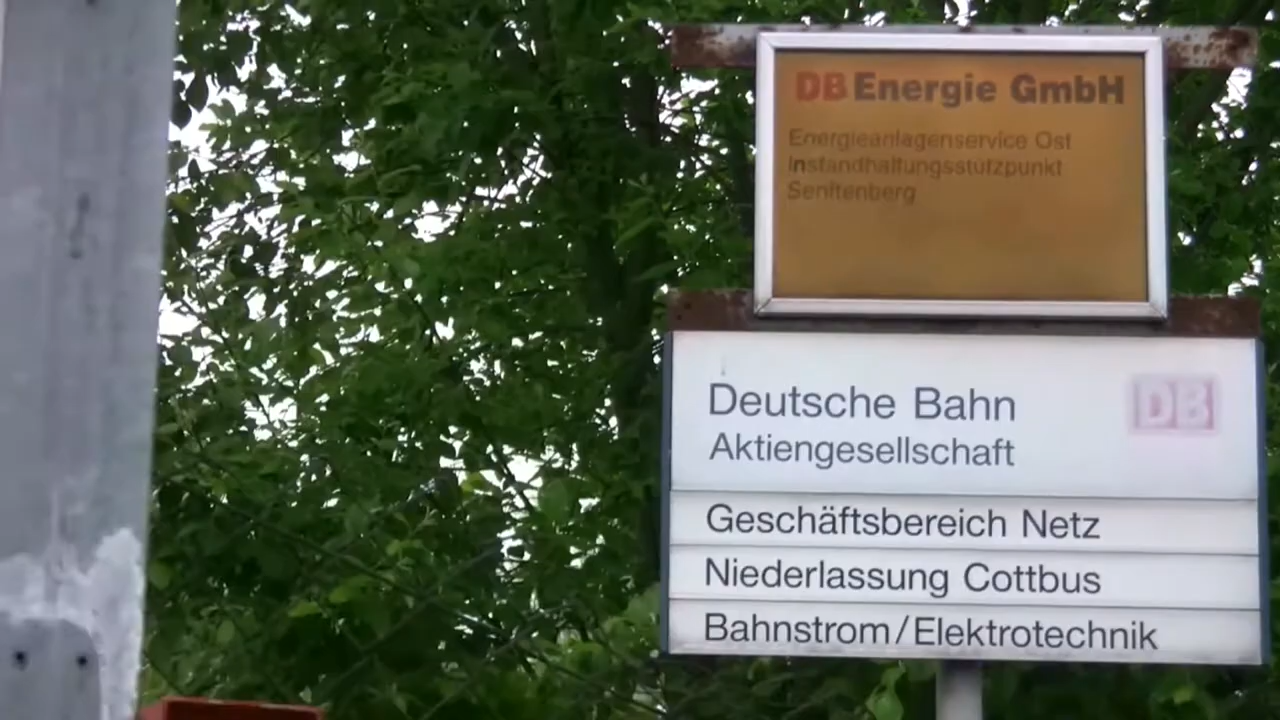 DB Energie GmbH
Energieanlagenservice Ost
Instandhaltungsstützpunkt
Senftenberg
Deutsche Bahn
DB
Aktiengesellschaft
Geschäftsbereich Netz
Niederlassung Cottbus
Bahnstrom/Elektrotechnik